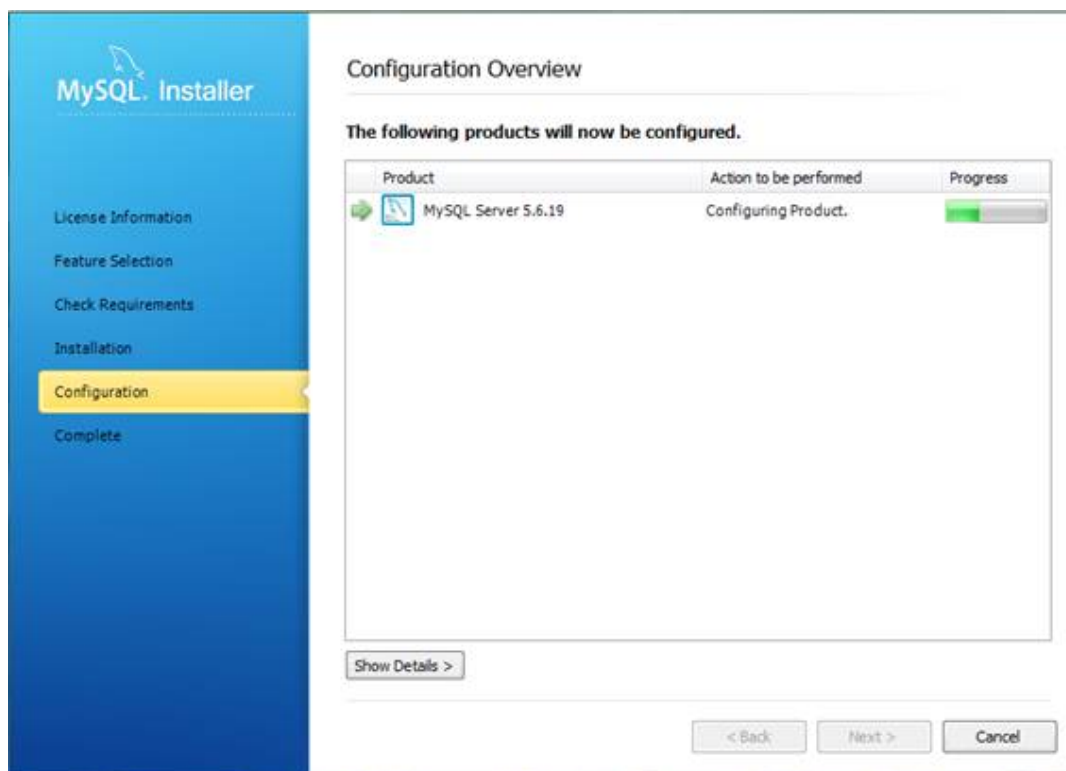 MySQL. Installer
License Information
Feature Selection
Check Requirements
Installation
Configuration
Complete
Configuration Overview
The following products will now be configured.
Product Action to be performed Progress
MySQL Server 5.6.19 Configuring Product.
Show Details >
< Back Next > Cancel